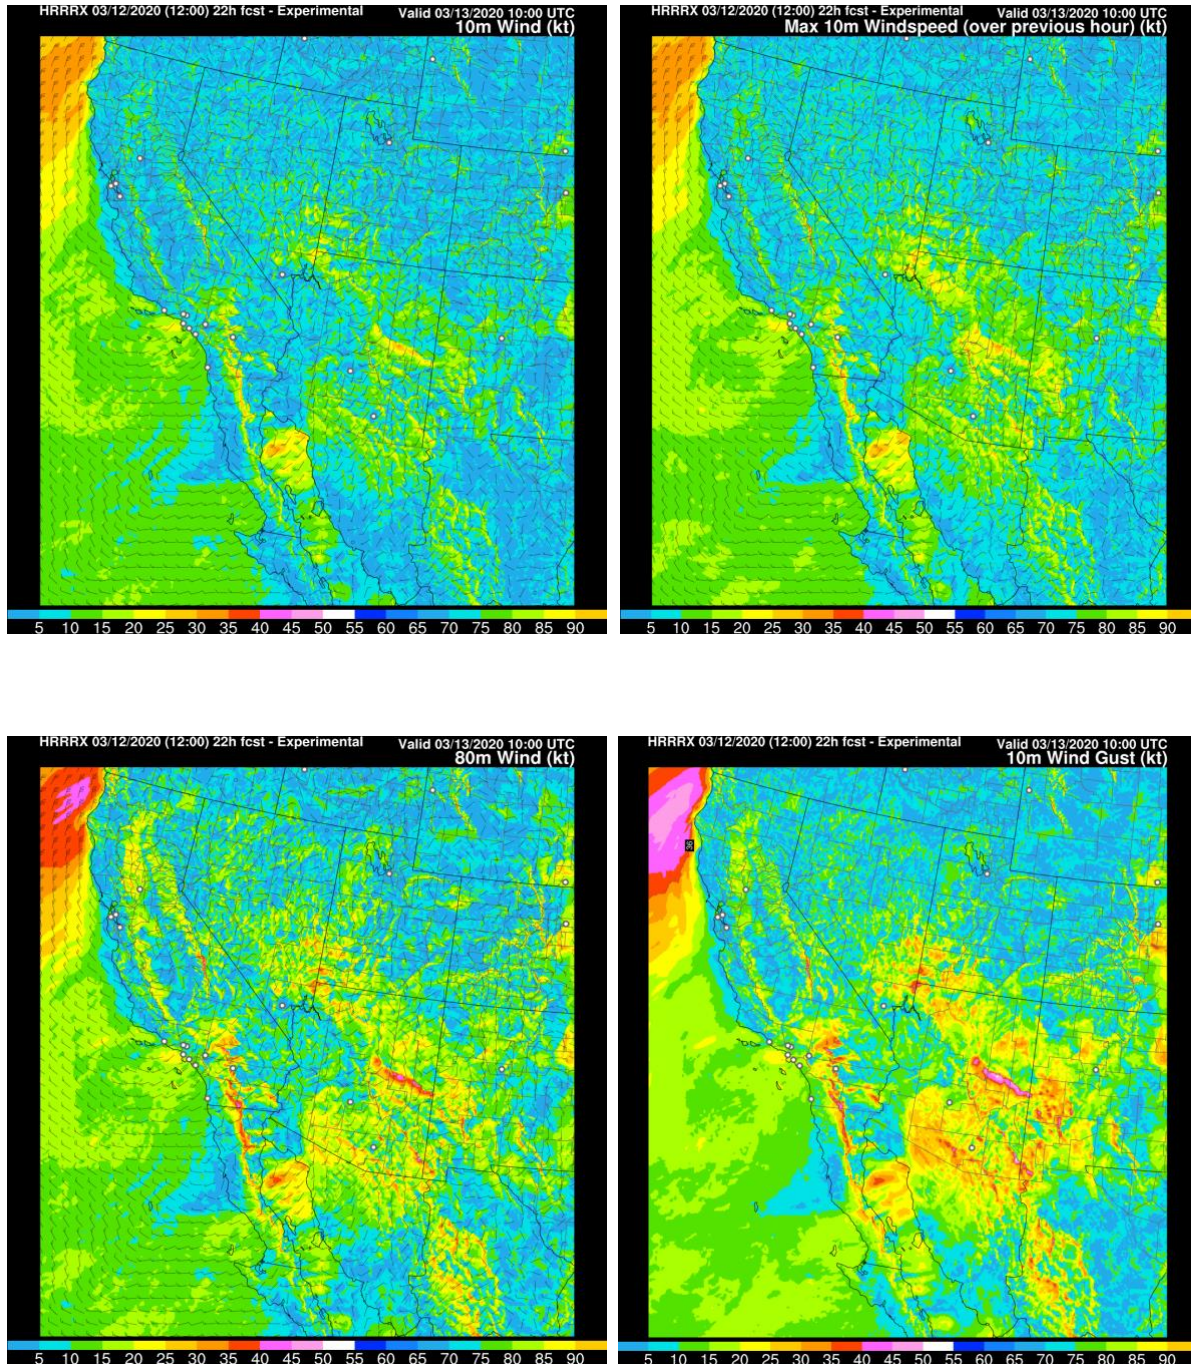 HRRRX 03/12/2020 (12:00) 22h fcst - Experimental Valid 03/13/2020 10:00 UTC
10m Wind (kt)
5 10 15 20 25 30 35 40 45 50 55 60 65 70 75 80 85 90
HRRRX 03/12/2020 (12:00) 22h fcst - Experimental Valid 03/13/2020 10:00 UTC
Max 10m Windspeed (over previous hour) (kt)
5 10 15 20 25 30 35 40 45 50 55 60 65 70 75 80 85 90
HRRRX 03/12/2020 (12:00) 22h fcst - Experimental Valid 03/13/2020 10:00 UTC
80m Wind (kt)
5 10 15 20 25 30 35 40 45 50 55 60 65 70 75 80 85 90
HRRRX 03/12/2020 (12:00) 22h fcst - Experimental Valid 03/13/2020 10:00 UTC
10m Wind Gust (kt)
5 10 15 20 25 30 35 40 45 50 55 60 65 70 75 80 85 90